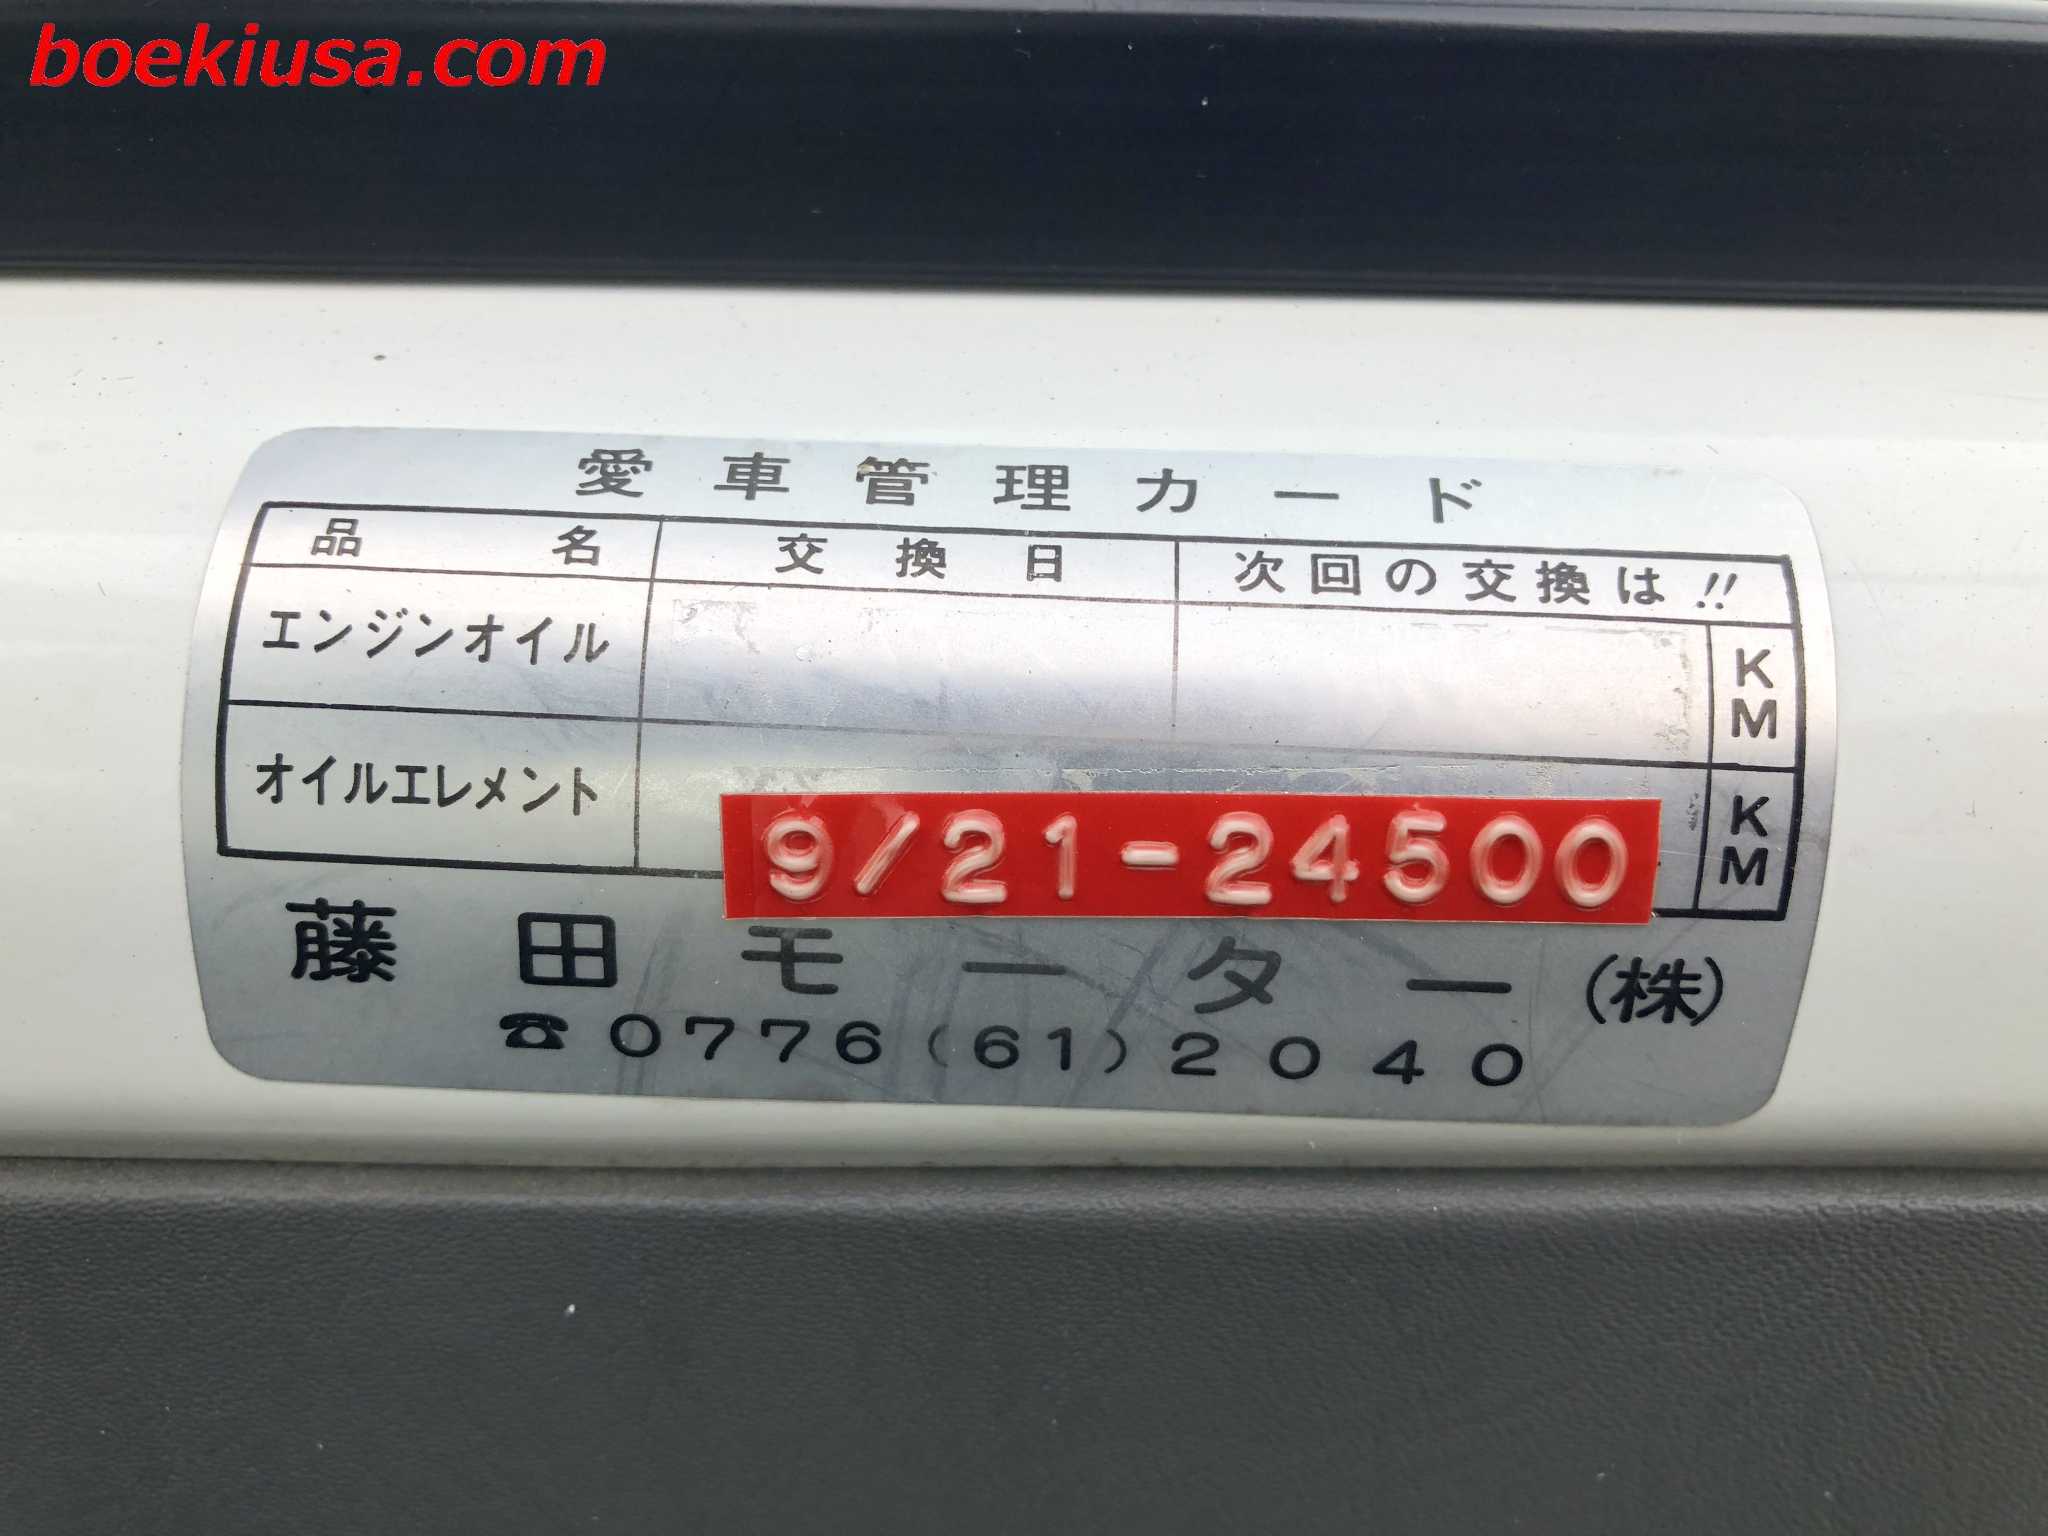 boekiusa.com
愛車管理カード
品名 交換日 次回の交換は!!
エンジンオイル KM
オイルエレメント KM
9/21-24500
藤田モーター(株)
☎0776(61)2040